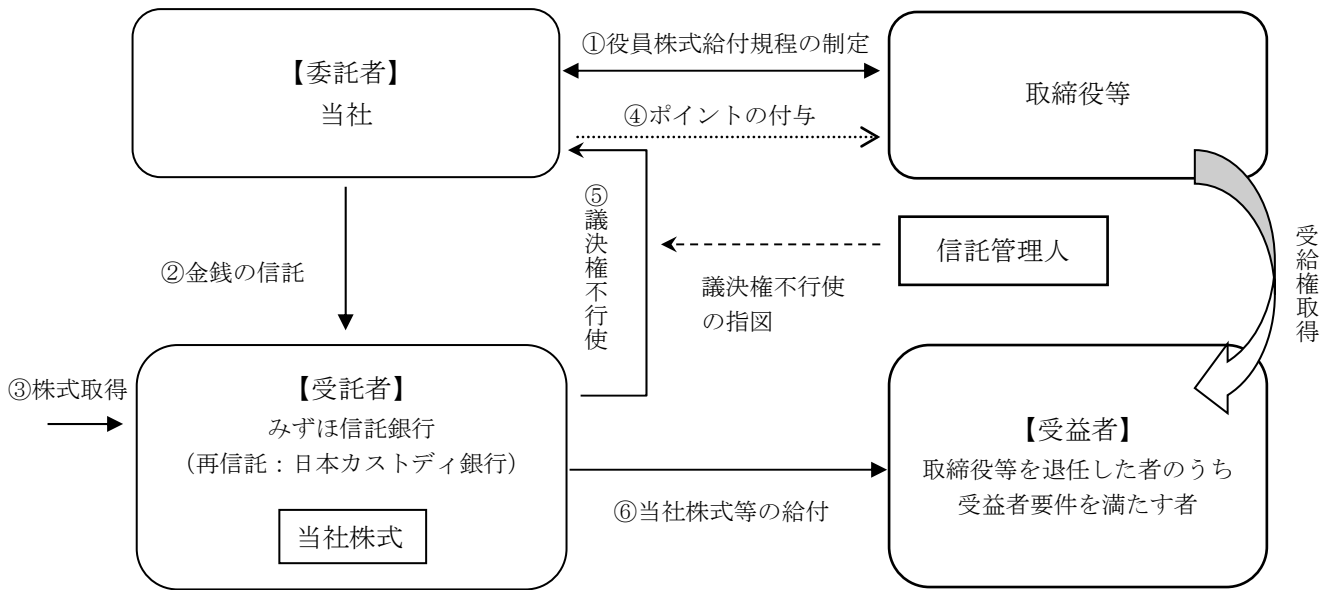 【委託者】
当社
①役員株式給付規程の制定
取締役等
④ポイントの付与
⑤議決権不行使
信託管理人
議決権不行使
の指図
受給権取得
②金銭の信託
③株式取得
【受託者】
みずほ信託銀行
（再信託：日本カストディ銀行）
当社株式
⑥当社株式等の給付
【受益者】
取締役等を退任した者のうち
受益者要件を満たす者